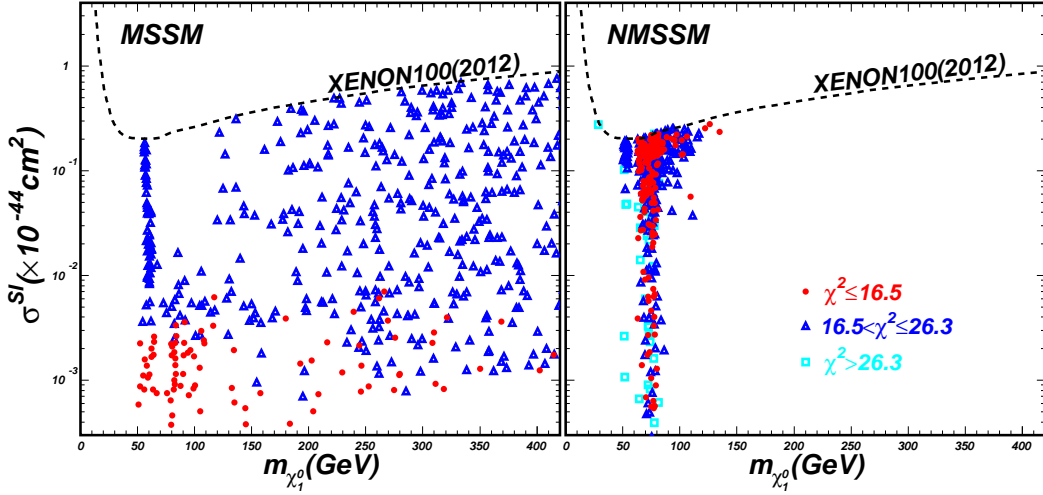 MSSM
XENON100(2012)
σ^SI(×10^-44cm^2)
1
10^-1
10^-2
10^-3
0 50 100 150 200 250 300 350 400
m_χ_1^0(GeV)
NMSSM
XENON100(2012)
χ^2≤16.5
16.5<χ^2≤26.3
χ^2>26.3
0 50 100 150 200 250 300 350 400
m_χ_1^0(GeV)